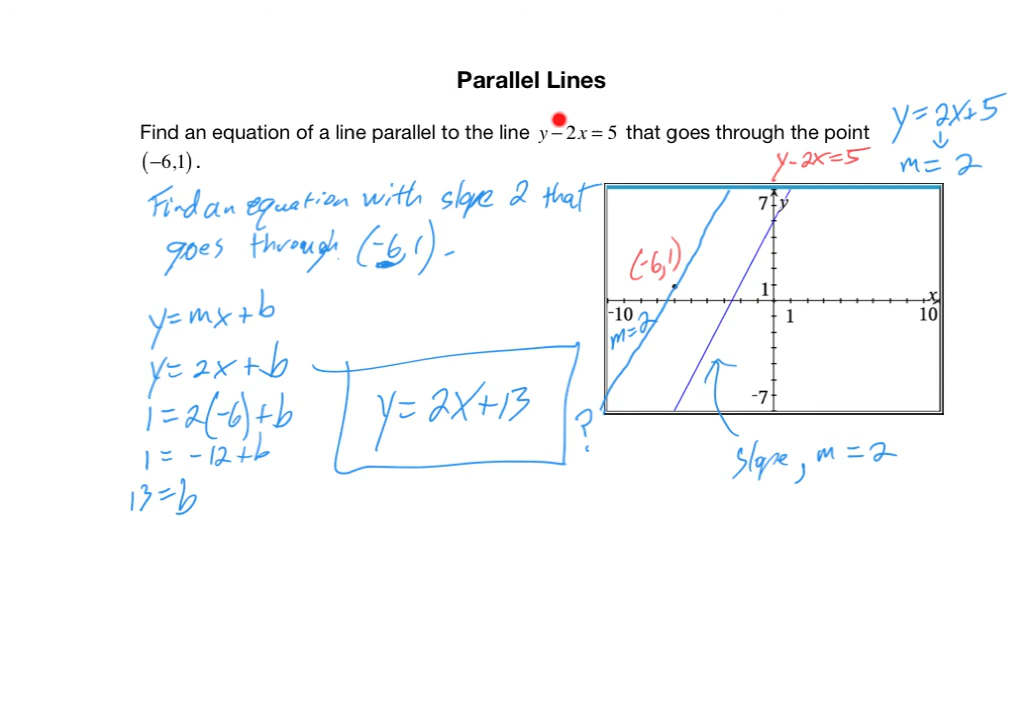 Parallel Lines
Find an equation of a line parallel to the line y − 2x = 5 that goes through the point
(−6,1).
y = 2x+5
↓
m = 2
y - 2x = 5
Find an equation with slope 2 that
goes through (-6,1).
y = mx + b
y = 2x + b
1 = 2(-6) + b
1 = -12 + b
13 = b
y = 2x+13
?
7 y
(-6,1)
1
x
-10
1
10
m=2
-7
slope, m = 2